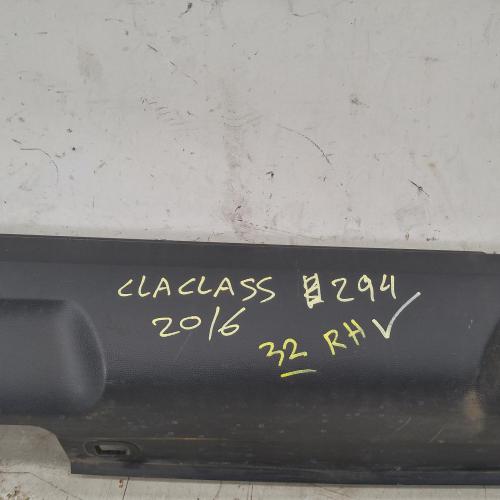 CLACLASS 294
2016
32 RH ✓